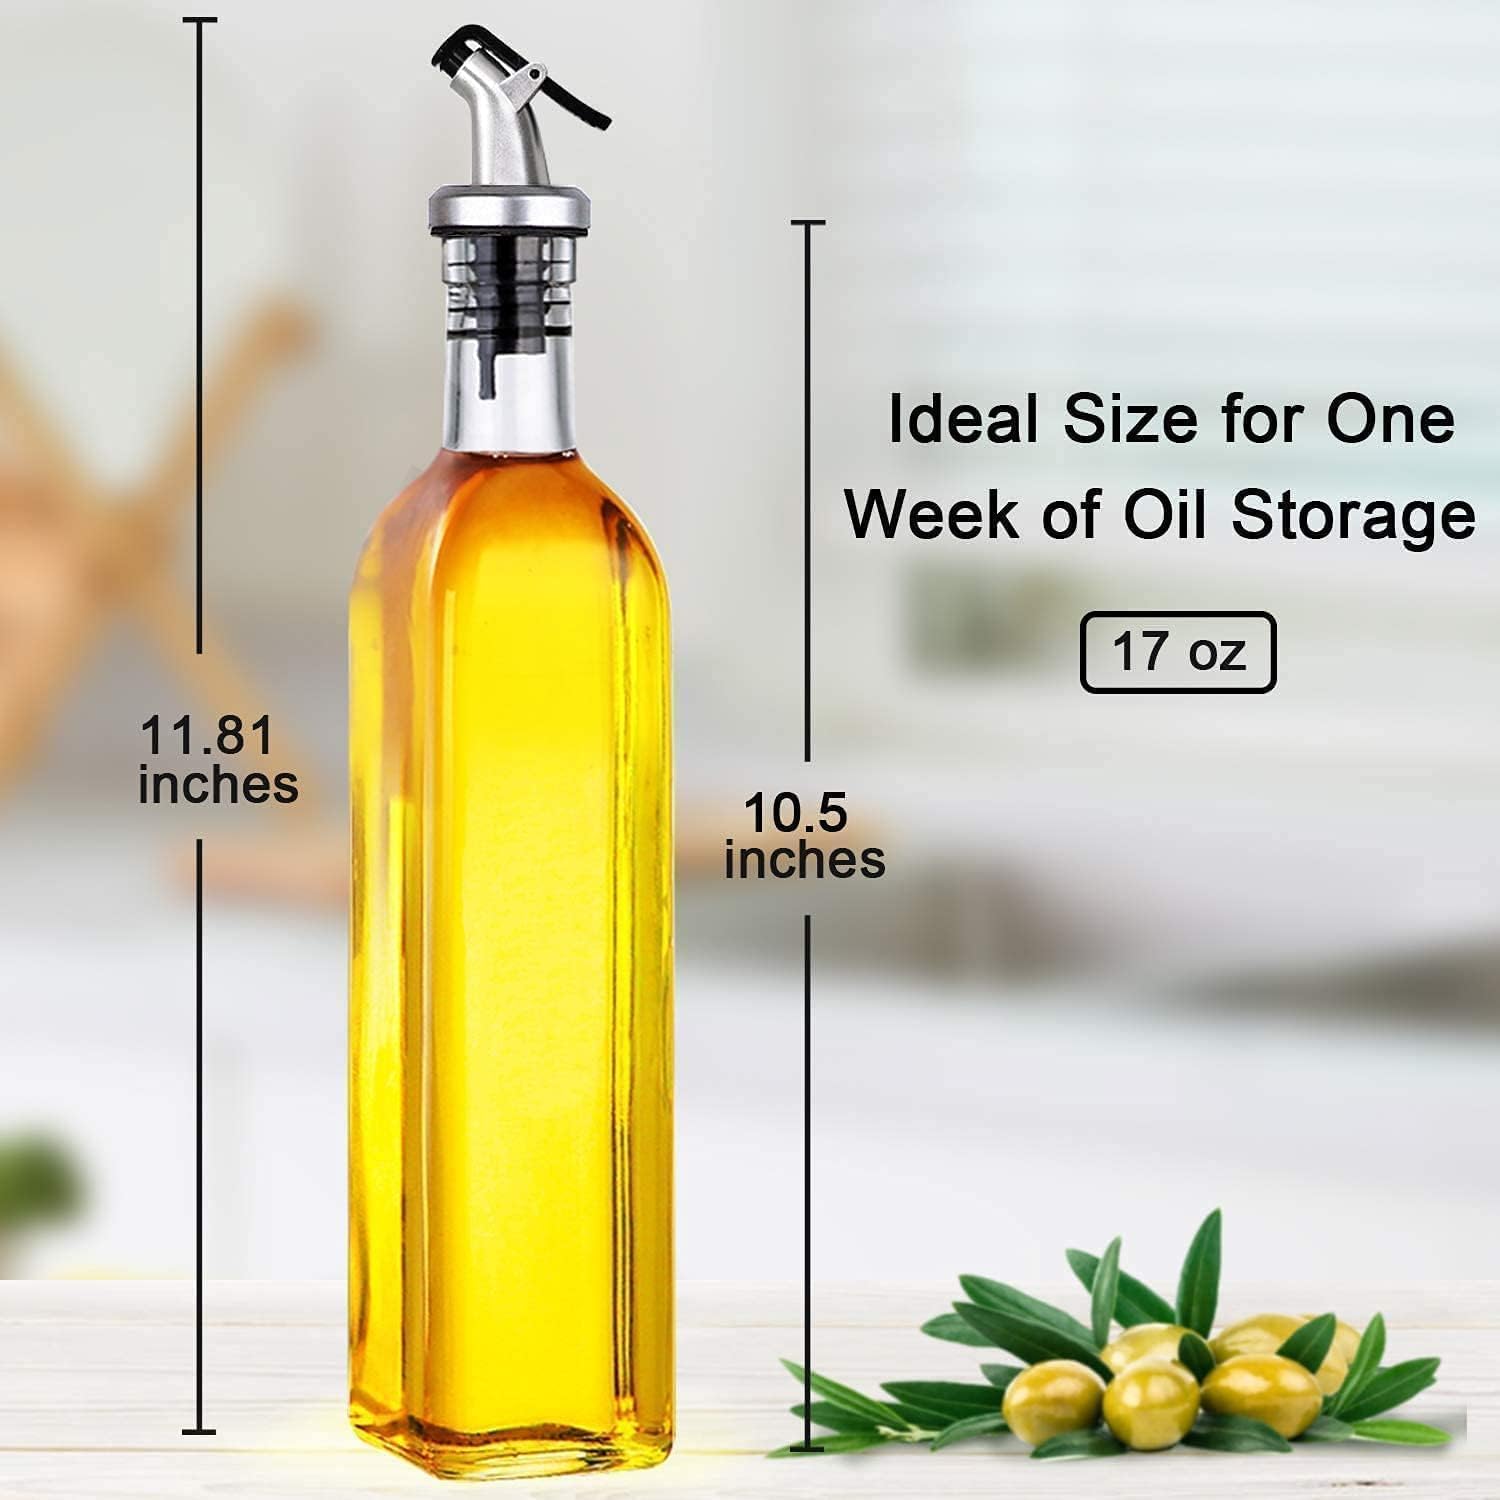 Ideal Size for One
Week of Oil Storage
17 oz
11.81
inches
10.5
inches